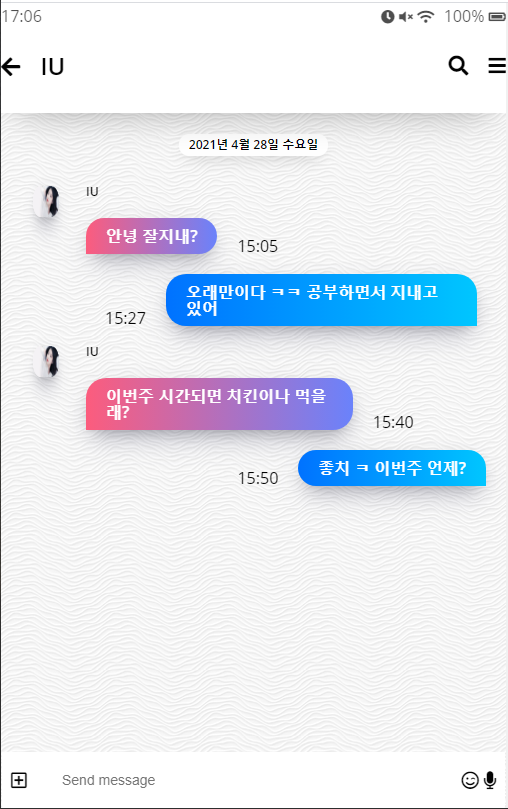 17:06 100%
IU
2021년 4월 28일 수요일
IU
안녕 잘지내?
15:05
오래만이다 ㅋㅋ 공부하면서 지내고
있어
15:27
IU
이번주 시간되면 치킨이나 먹을
래?
15:40
좋치 ㅋ 이번주 언제?
15:50
Send message